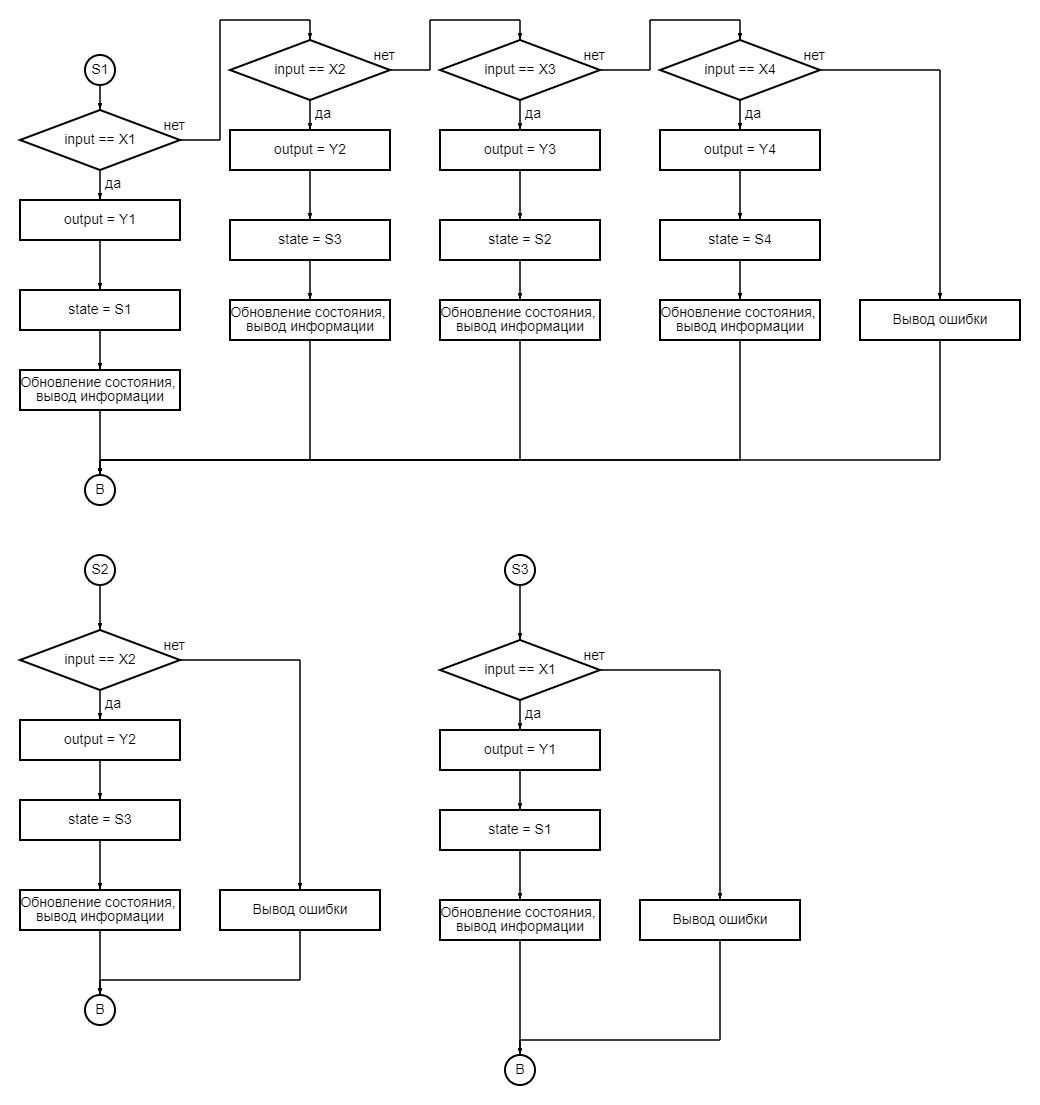 S1
input == X1
нет
да
output = Y1
state = S1
Обновление состояния,
вывод информации
input == X2
нет
да
output = Y2
state = S3
Обновление состояния,
вывод информации
input == X3
нет
да
output = Y3
state = S2
Обновление состояния,
вывод информации
input == X4
нет
да
output = Y4
state = S4
Обновление состояния,
вывод информации
Вывод ошибки
B
S2
input == X2
нет
да
output = Y2
state = S3
Обновление состояния,
вывод информации
Вывод ошибки
B
S3
input == X1
нет
да
output = Y1
state = S1
Обновление состояния,
вывод информации
Вывод ошибки
B